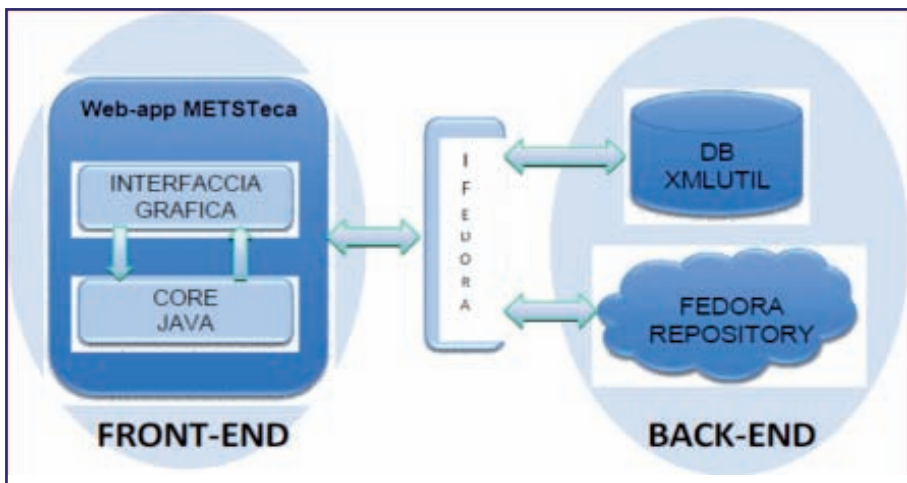 Web-app METSTeca
INTERFACCIA
GRAFICA
CORE
JAVA
FRONT-END
I
F
E
D
O
R
A
DB
XMLUTIL
FEDORA
REPOSITORY
BACK-END